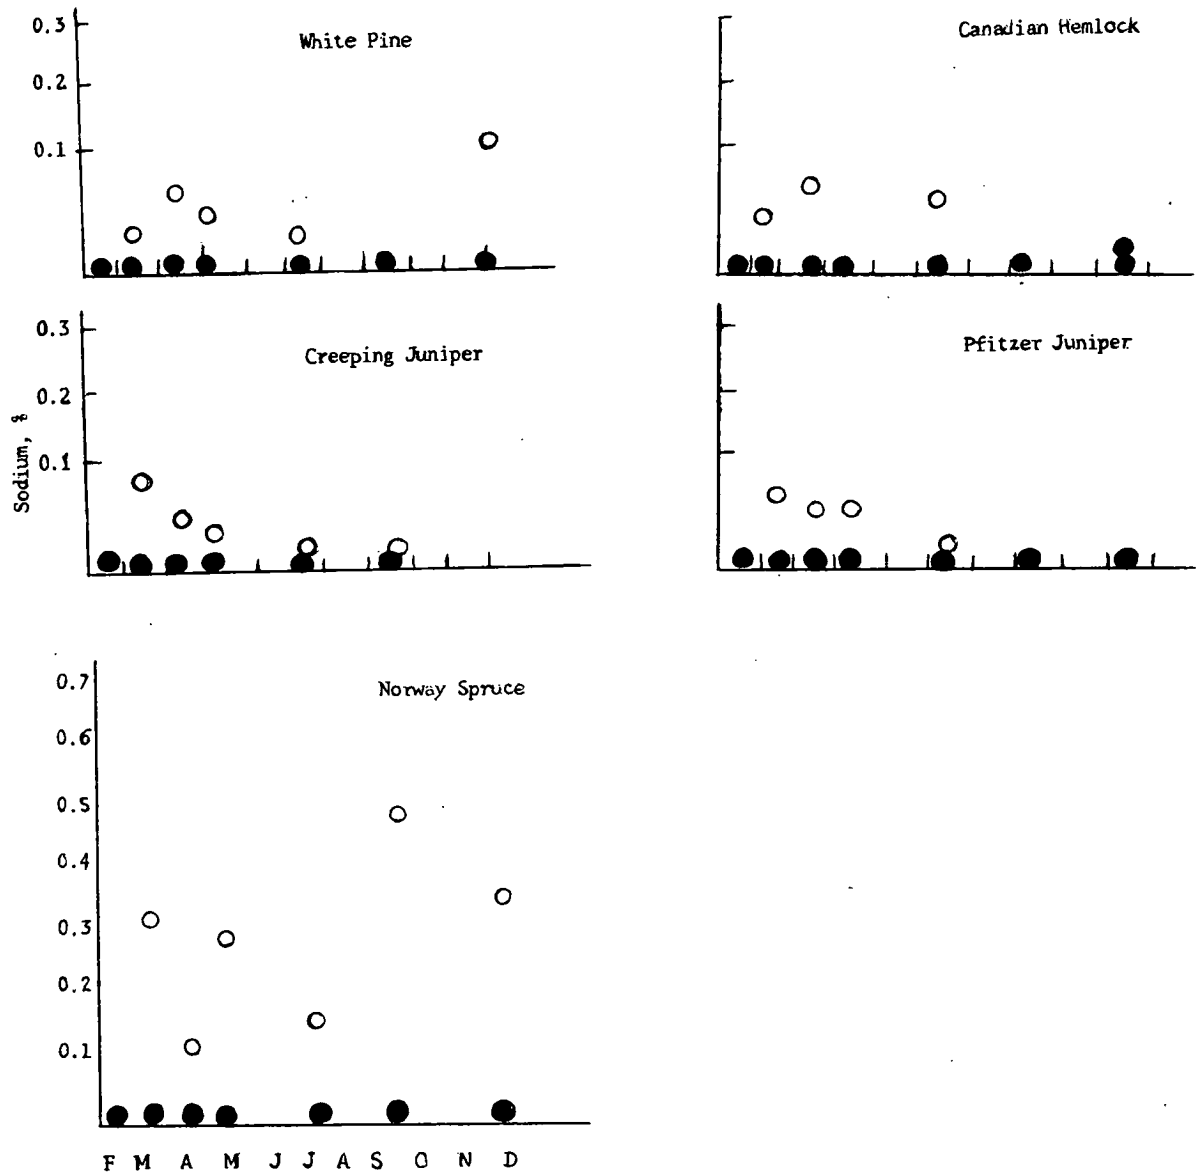 White Pine
0.3
0.2
0.1
Canadian Hemlock
Creeping Juniper
0.3
0.2
0.1
Pfitzer Juniper
Sodium, %
Norway Spruce
0.7
0.6
0.5
0.4
0.3
0.2
0.1
F M A M J J A S O N D